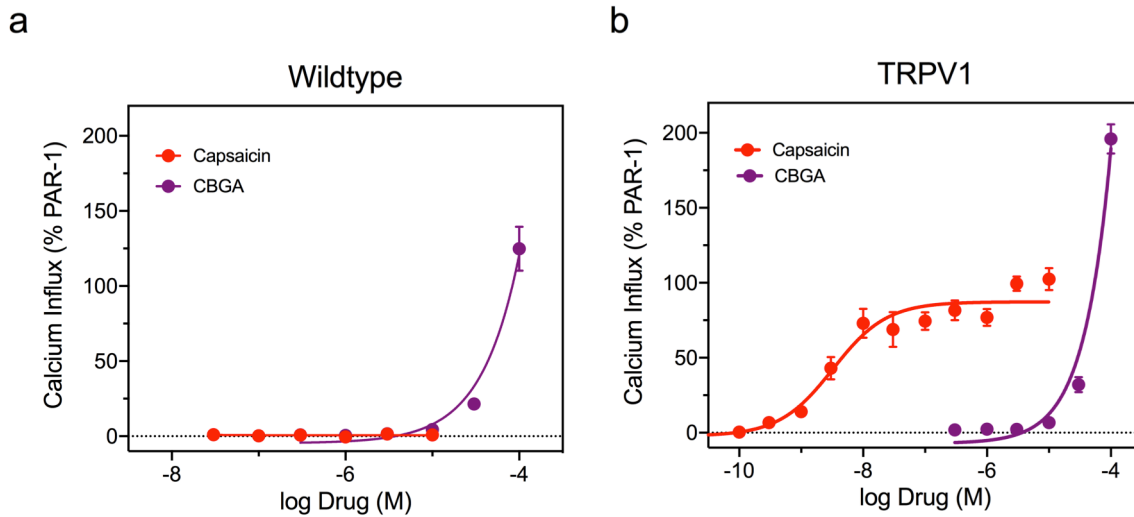 a
Wildtype
Calcium Influx (% PAR-1)
200
150
100
50
0
Capsaicin
CBGA
-8
-6
-4
log Drug (M)
b
TRPV1
Calcium Influx (% PAR-1)
200
150
100
50
0
Capsaicin
CBGA
-10
-8
-6
-4
log Drug (M)